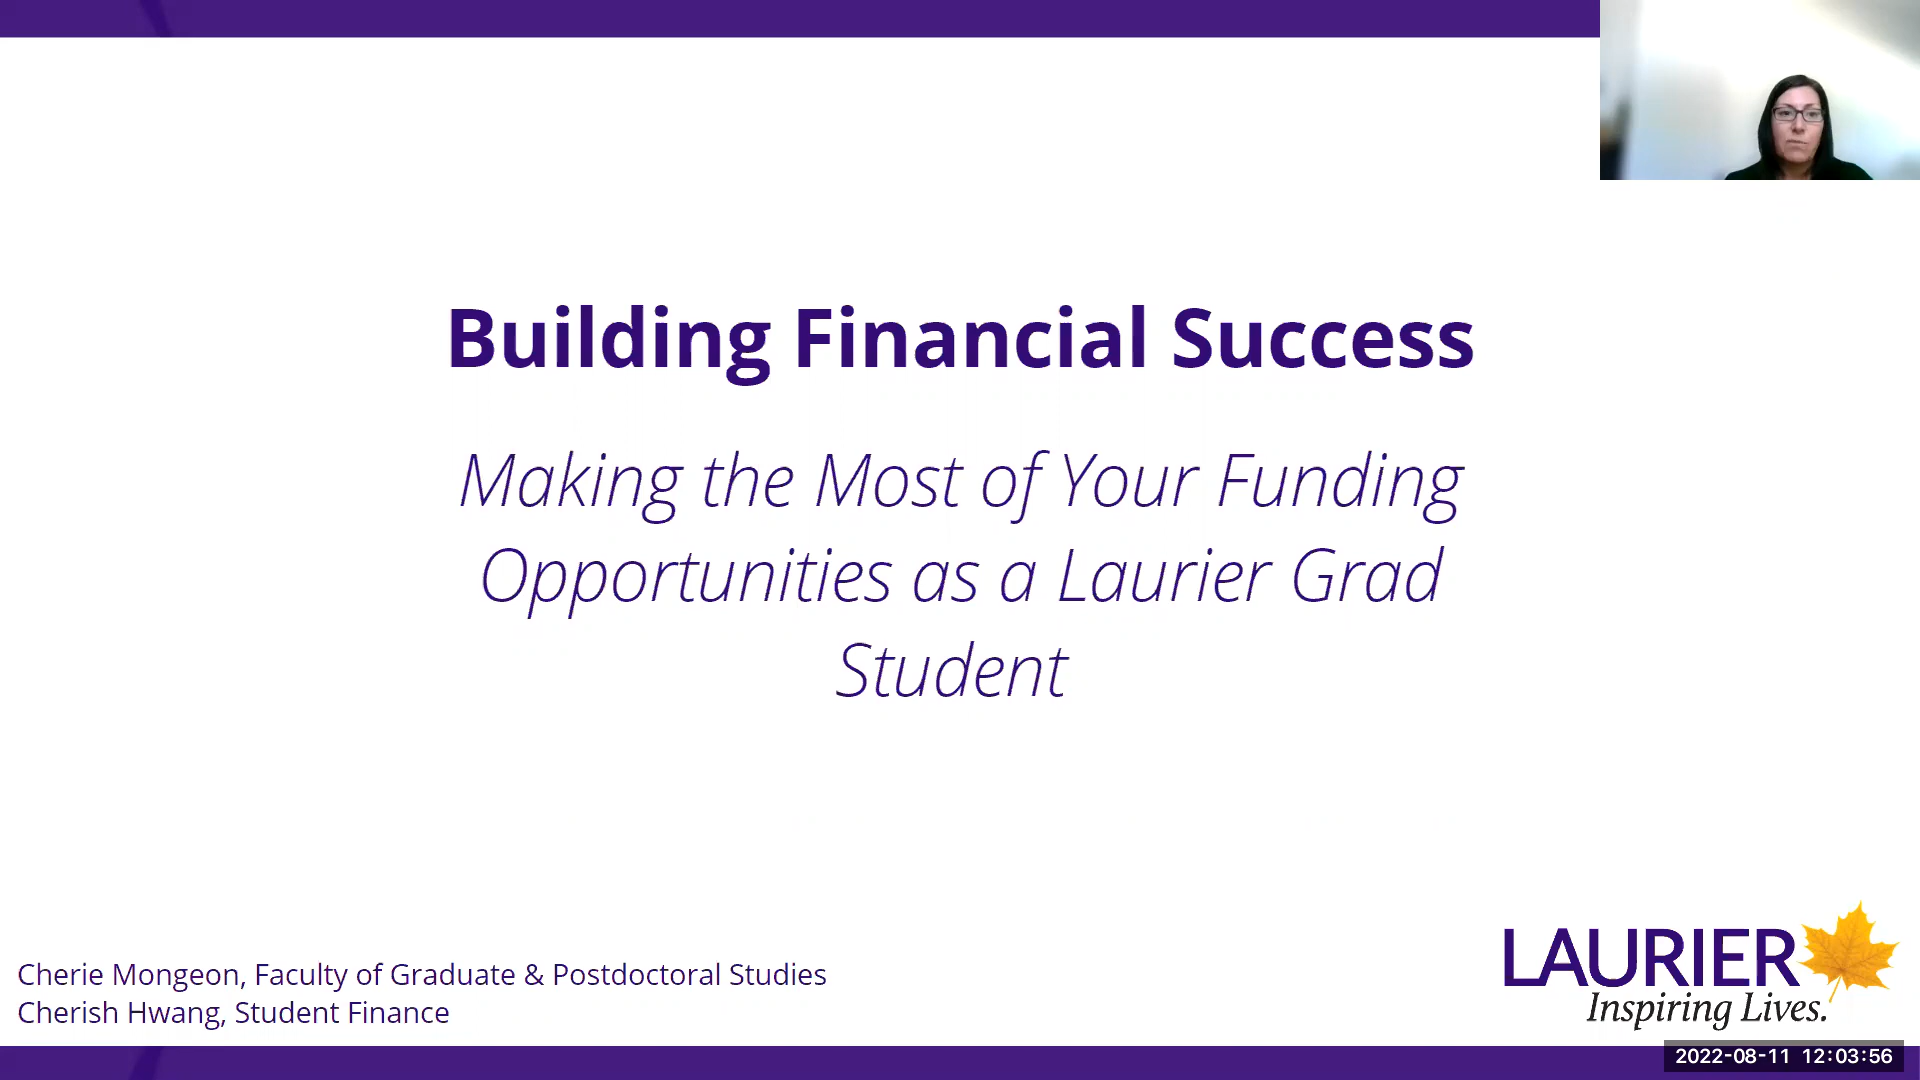 Building Financial Success
Making the Most of Your Funding
Opportunities as a Laurier Grad
Student
Cherie Mongeon, Faculty of Graduate & Postdoctoral Studies
Cherish Hwang, Student Finance
LAURIER
Inspiring Lives.
2022-08-11 12:03:56